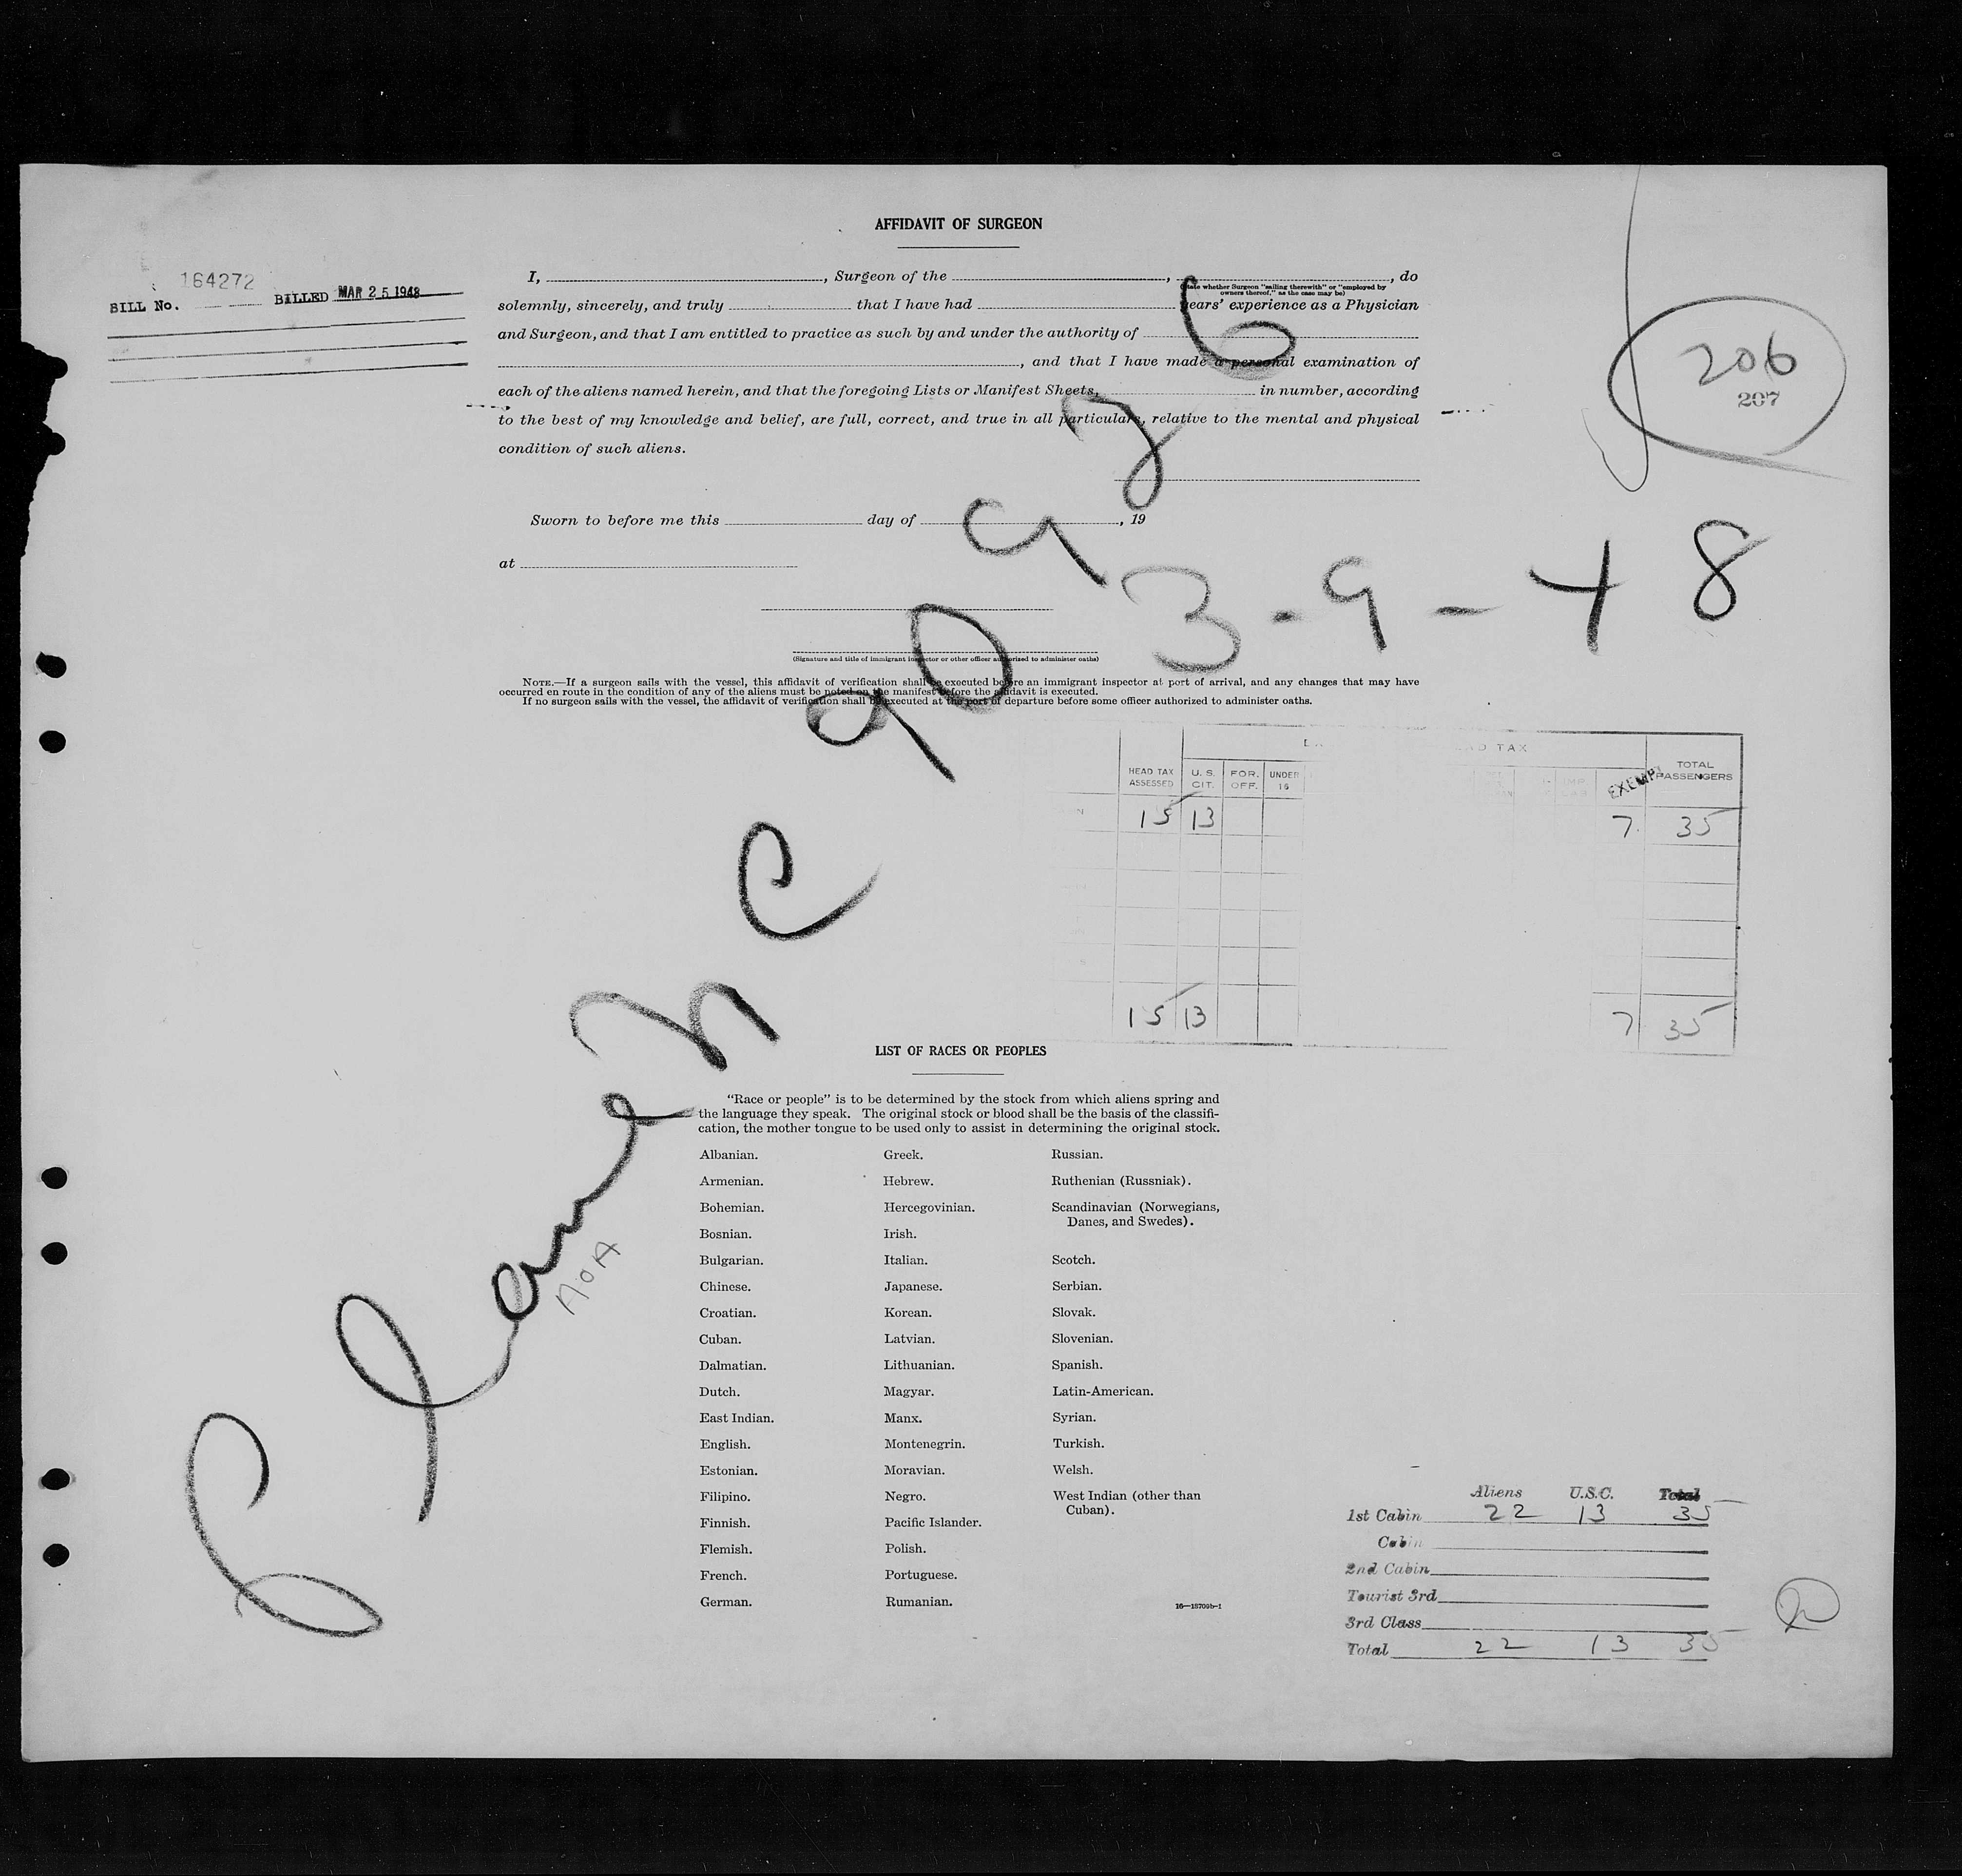 AFFIDAVIT OF SURGEON
164272
BILL No. BILLED MAR 25 1948
I, , Surgeon of the , , do
(State whether Surgeon "sailing therewith" or "employed by
owners thereof," as the case may be)
solemnly, sincerely, and truly that I have had years' experience as a Physician
and Surgeon, and that I am entitled to practice as such by and under the authority of
, and that I have made a personal examination of
each of the aliens named herein, and that the foregoing Lists or Manifest Sheets, in number, according
to the best of my knowledge and belief, are full, correct, and true in all particulars, relative to the mental and physical
condition of such aliens.
206
207
Sworn to before me this day of , 19
at
3-9-48
(Signature and title of immigrant inspector or other officer authorized to administer oaths)
NOTE.—If a surgeon sails with the vessel, this affidavit of verification shall be executed before an immigrant inspector at port of arrival, and any changes that may have
occurred en route in the condition of any of the aliens must be noted on the manifest before the affidavit is executed.
If no surgeon sails with the vessel, the affidavit of verification shall be executed at the port of departure before some officer authorized to administer oaths.
Plane NC 90926
AOA
TAX
HEAD TAX ASSESSED U. S. CIT. FOR. OFF. UNDER 16 EXEMPT TOTAL PASSENGERS
15 13 7 35
15 13 7 35
LIST OF RACES OR PEOPLES
"Race or people" is to be determined by the stock from which aliens spring and
the language they speak. The original stock or blood shall be the basis of the classifi-
cation, the mother tongue to be used only to assist in determining the original stock.
Albanian. Greek. Russian.
Armenian. Hebrew. Ruthenian (Russniak).
Bohemian. Hercegovinian. Scandinavian (Norwegians,
Danes, and Swedes).
Bosnian. Irish.
Bulgarian. Italian. Scotch.
Chinese. Japanese. Serbian.
Croatian. Korean. Slovak.
Cuban. Latvian. Slovenian.
Dalmatian. Lithuanian. Spanish.
Dutch. Magyar. Latin-American.
East Indian. Manx. Syrian.
English. Montenegrin. Turkish.
Estonian. Moravian. Welsh.
Filipino. Negro. West Indian (other than
Cuban).
Finnish. Pacific Islander.
Flemish. Polish.
French. Portuguese.
German. Rumanian.
16—18709b-1
Aliens U.S.C. Total
1st Cabin 22 13 35
Cabin
2nd Cabin
Tourist 3rd
3rd Class
Total 22 13 35